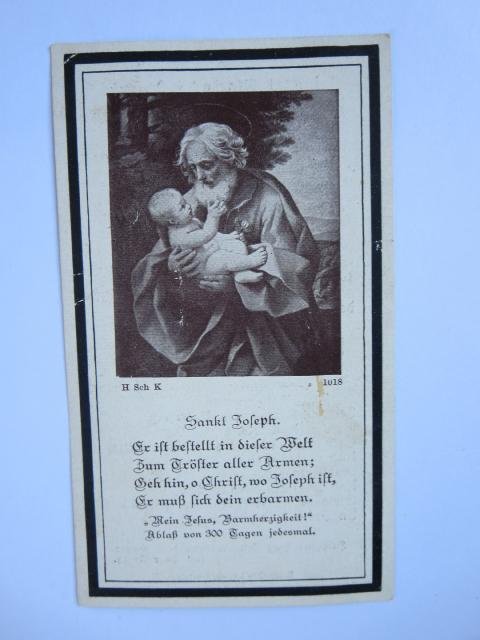 H Sch K 1018
Sankt Joseph.
Er ist bestellt in dieser Welt
Zum Tröster aller Armen;
Geh hin, o Christ, wo Joseph ist,
Er muß sich dein erbarmen.
„Mein Jesus, Barmherzigkeit!"
Ablaß von 300 Tagen jedesmal.